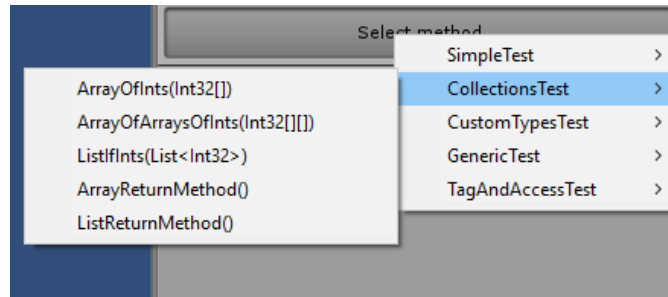 Select method
SimpleTest
CollectionsTest
CustomTypesTest
GenericTest
TagAndAccessTest
ArrayOfInts(Int32[])
ArrayOfArraysOfInts(Int32[][])
ListIfInts(List<Int32>)
ArrayReturnMethod()
ListReturnMethod()